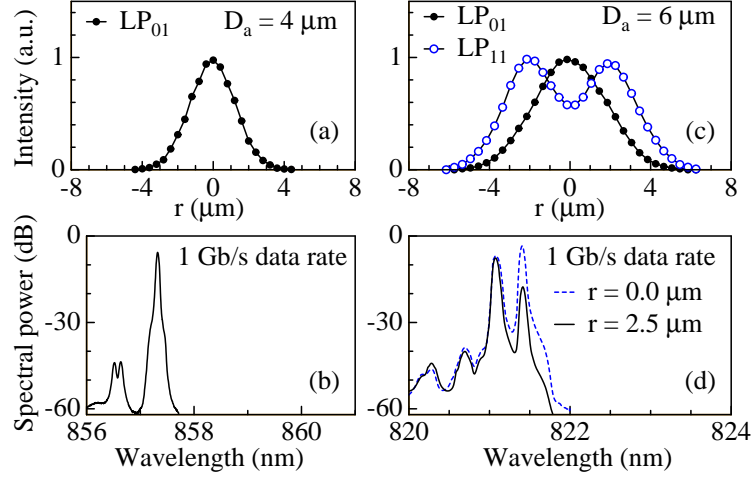 LP01 Da = 4 μm
Intensity (a.u.)
1
0
(a)
-8 -4 0 4 8
r (μm)
LP01 Da = 6 μm
LP11
1
0
(c)
-8 -4 0 4 8
r (μm)
Spectral power (dB)
0
-30
-60
1 Gb/s data rate
(b)
856 858 860
Wavelength (nm)
0
-30
-60
1 Gb/s data rate
r = 0.0 μm
r = 2.5 μm
(d)
820 822 824
Wavelength (nm)